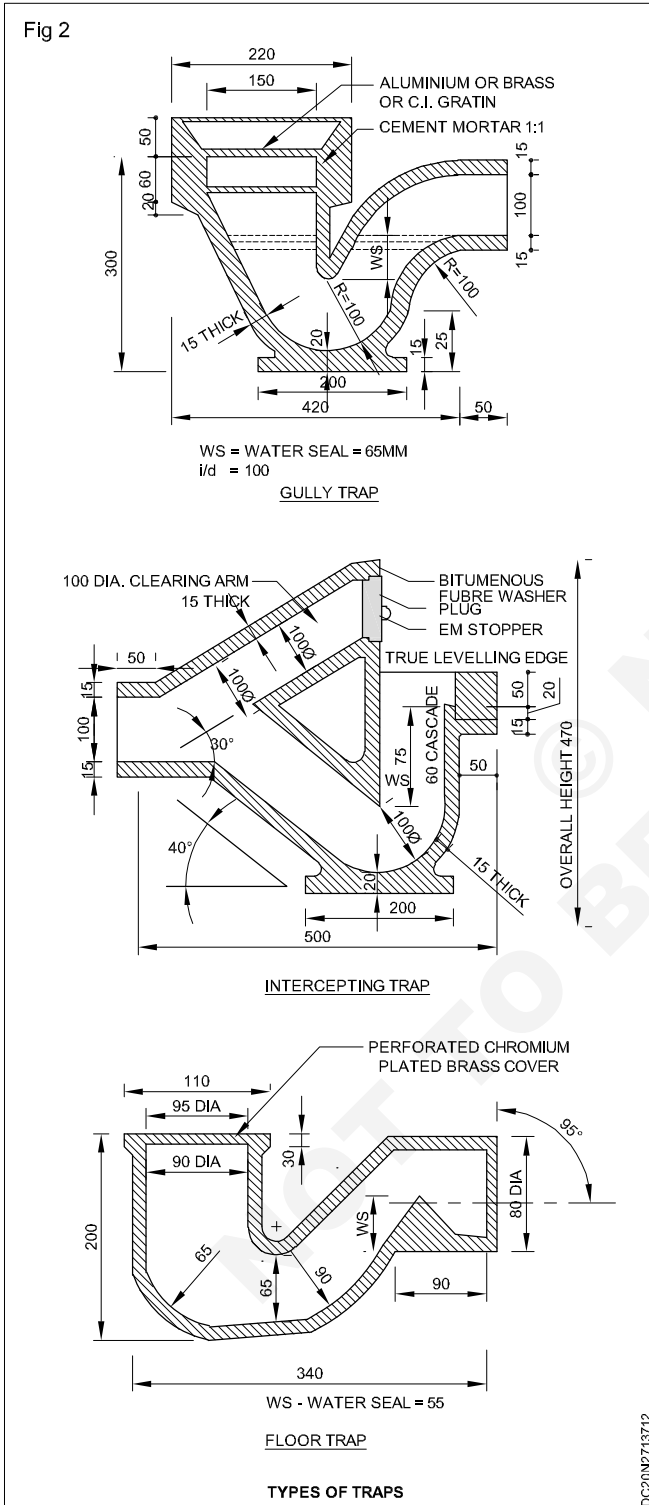 Fig 2
220
150
ALUMINIUM OR BRASS
OR C.I. GRATIN
CEMENT MORTAR 1:1
50
60
20
300
15
100
15
WS
R=100
R=100
15 THICK
20
15
25
200
420
50
WS = WATER SEAL = 65MM
i/d = 100
GULLY TRAP
100 DIA. CLEARING ARM
15 THICK
BITUMENOUS
FUBRE WASHER
PLUG
EM STOPPER
TRUE LEVELLING EDGE
50
15
100
15
100Ø
100Ø
30°
40°
75
WS
60 CASCADE
50
20
15
50
100Ø
15 THICK
20
200
500
OVERALL HEIGHT 470
INTERCEPTING TRAP
PERFORATED CHROMIUM
PLATED BRASS COVER
110
95 DIA
90 DIA
30
200
65
65
90
WS
80 DIA
95°
90
340
WS - WATER SEAL = 55
FLOOR TRAP
TYPES OF TRAPS
DC20N2713712
© N
NOT TO BE